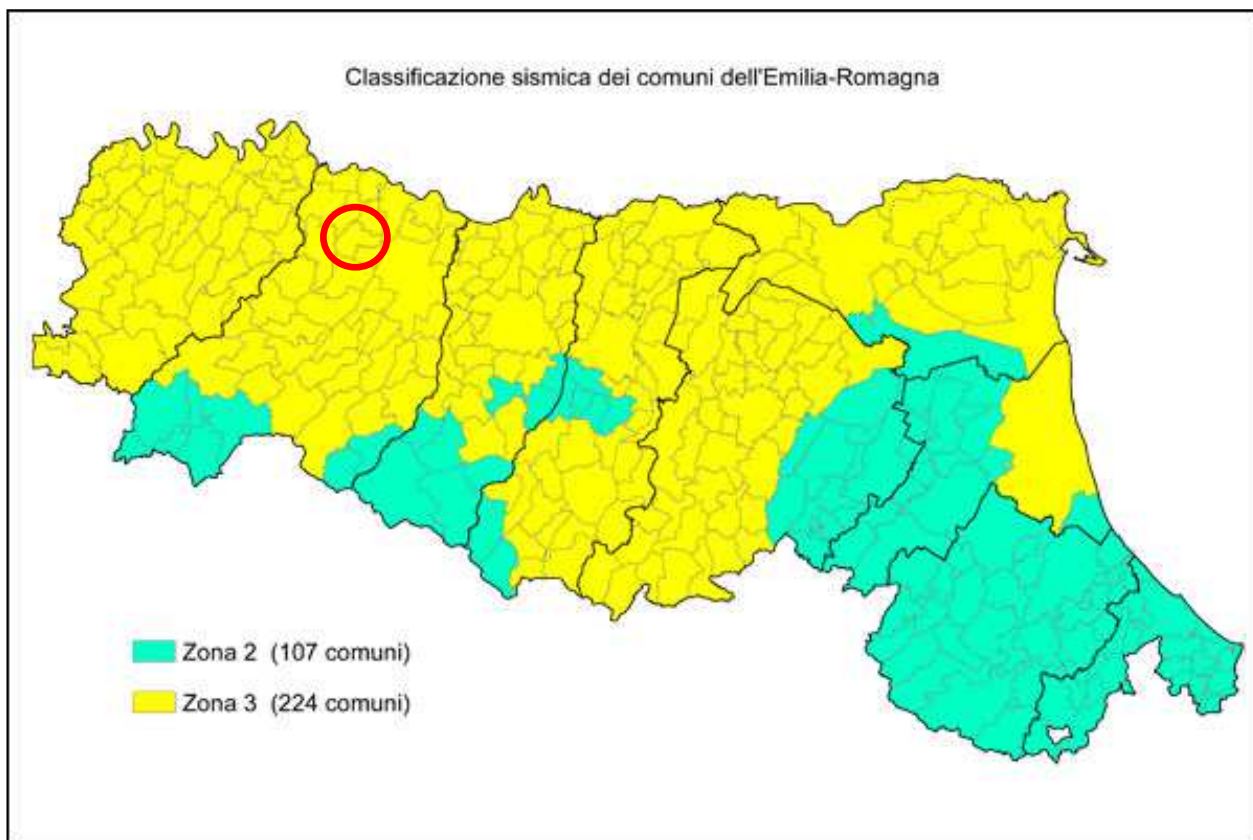 Classificazione sismica dei comuni dell'Emilia-Romagna
Zona 2 (107 comuni)
Zona 3 (224 comuni)